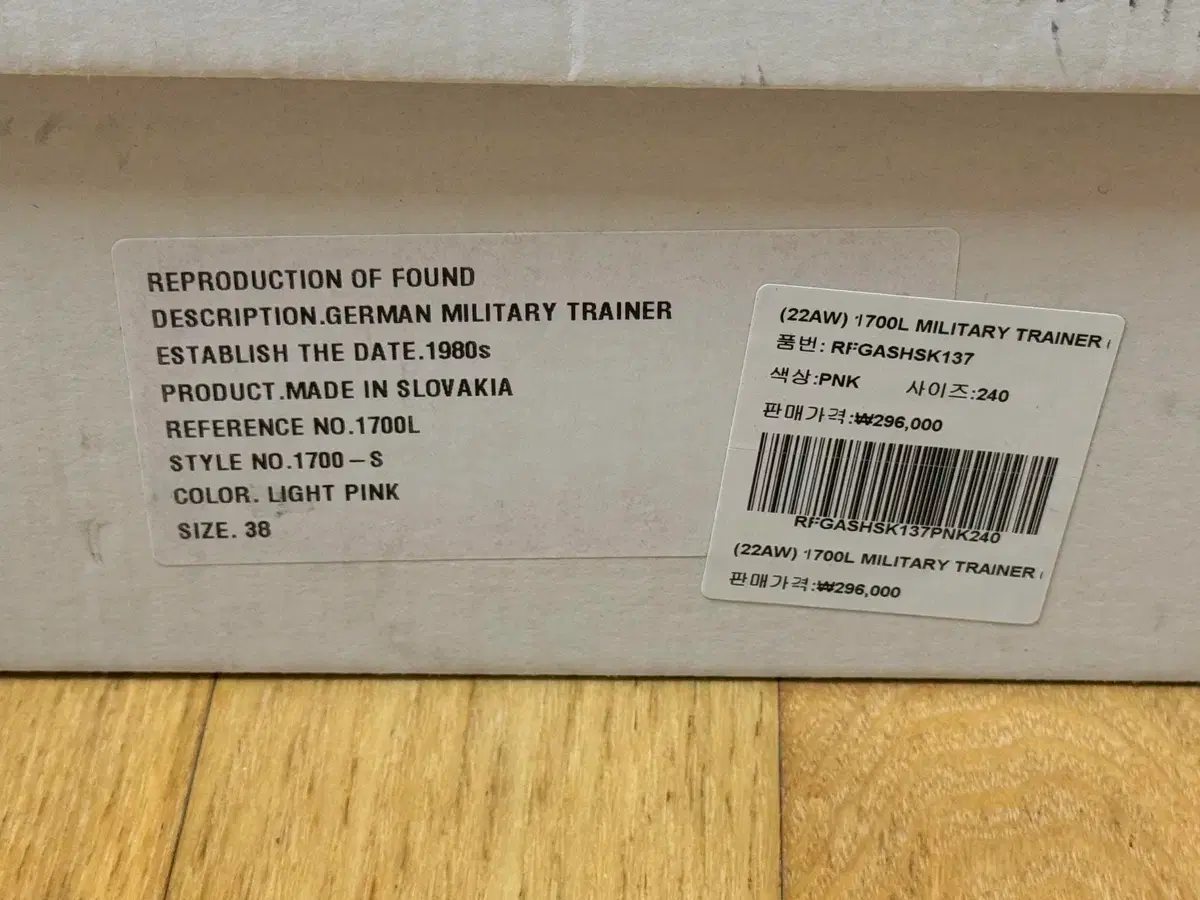 REPRODUCTION OF FOUND
DESCRIPTION.GERMAN MILITARY TRAINER
ESTABLISH THE DATE.1980s
PRODUCT.MADE IN SLOVAKIA
REFERENCE NO.1700L
STYLE NO.1700-S
COLOR. LIGHT PINK
SIZE. 38
(22AW) 1700L MILITARY TRAINER (
품번: RFGASHSK137
색상:PNK 사이즈:240
판매가격:₩296,000
RFGASHSK137PNK240
(22AW) 1700L MILITARY TRAINER (
판매가격:₩296,000